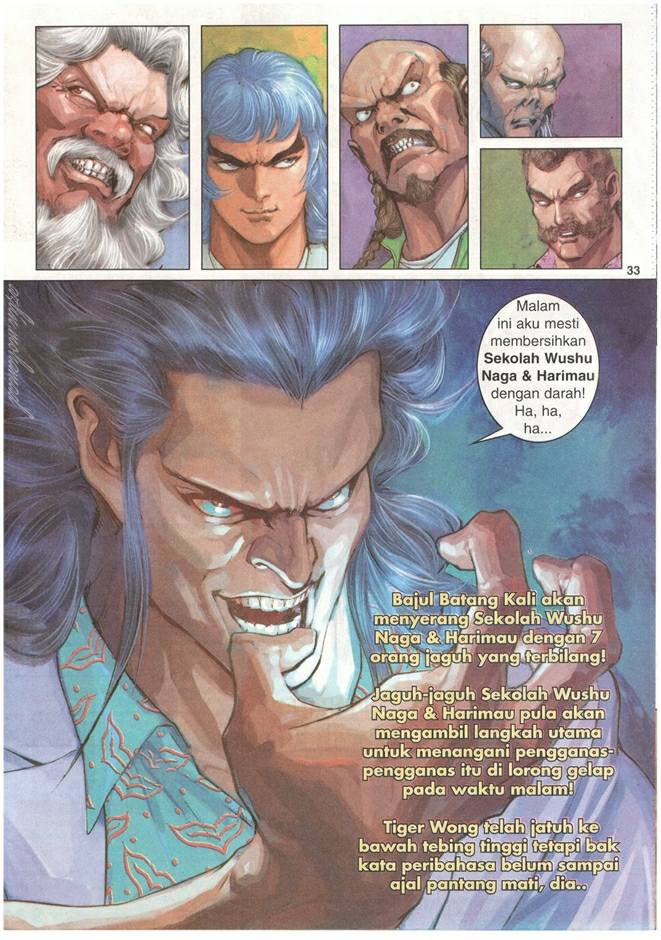 33
Malam
ini aku mesti
membersihkan
Sekolah Wushu
Naga & Harimau
dengan darah!
Ha, ha,
ha...
Bajul Batang Kali akan
menyerang Sekolah Wushu
Naga & Harimau dengan 7
orang jaguh yang terbilang!
Jaguh-jaguh Sekolah Wushu
Naga & Harimau pula akan
mengambil langkah utama
untuk menangani pengganas-
pengganas itu di lorong gelap
pada waktu malam!
Tiger Wong telah jatuh ke
bawah tebing tinggi tetapi bak
kata peribahasa belum sampai
ajal pantang mati, dia..